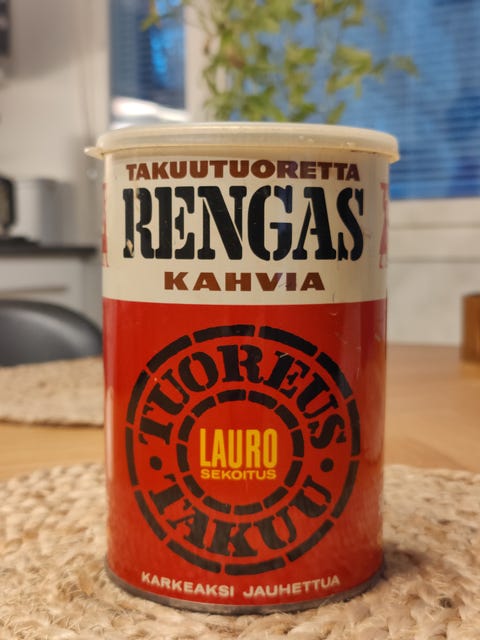 TAKUUTUORETTA
RENGAS
KAHVIA
TUOREUS
LAURO
SEKOITUS
TAKUU
KARKEAKSI JAUHETTUA